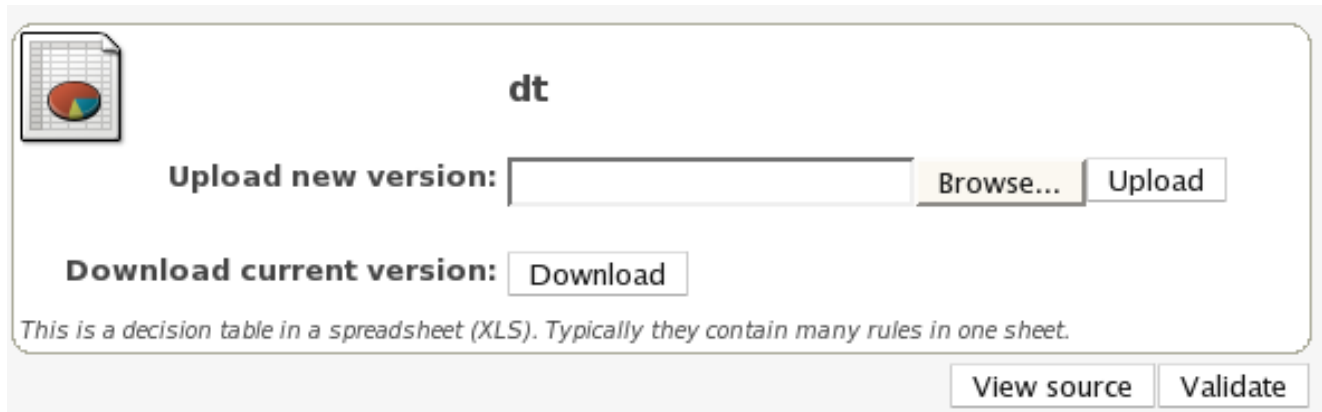 dt
Upload new version: Browse... Upload
Download current version: Download
This is a decision table in a spreadsheet (XLS). Typically they contain many rules in one sheet.
View source Validate